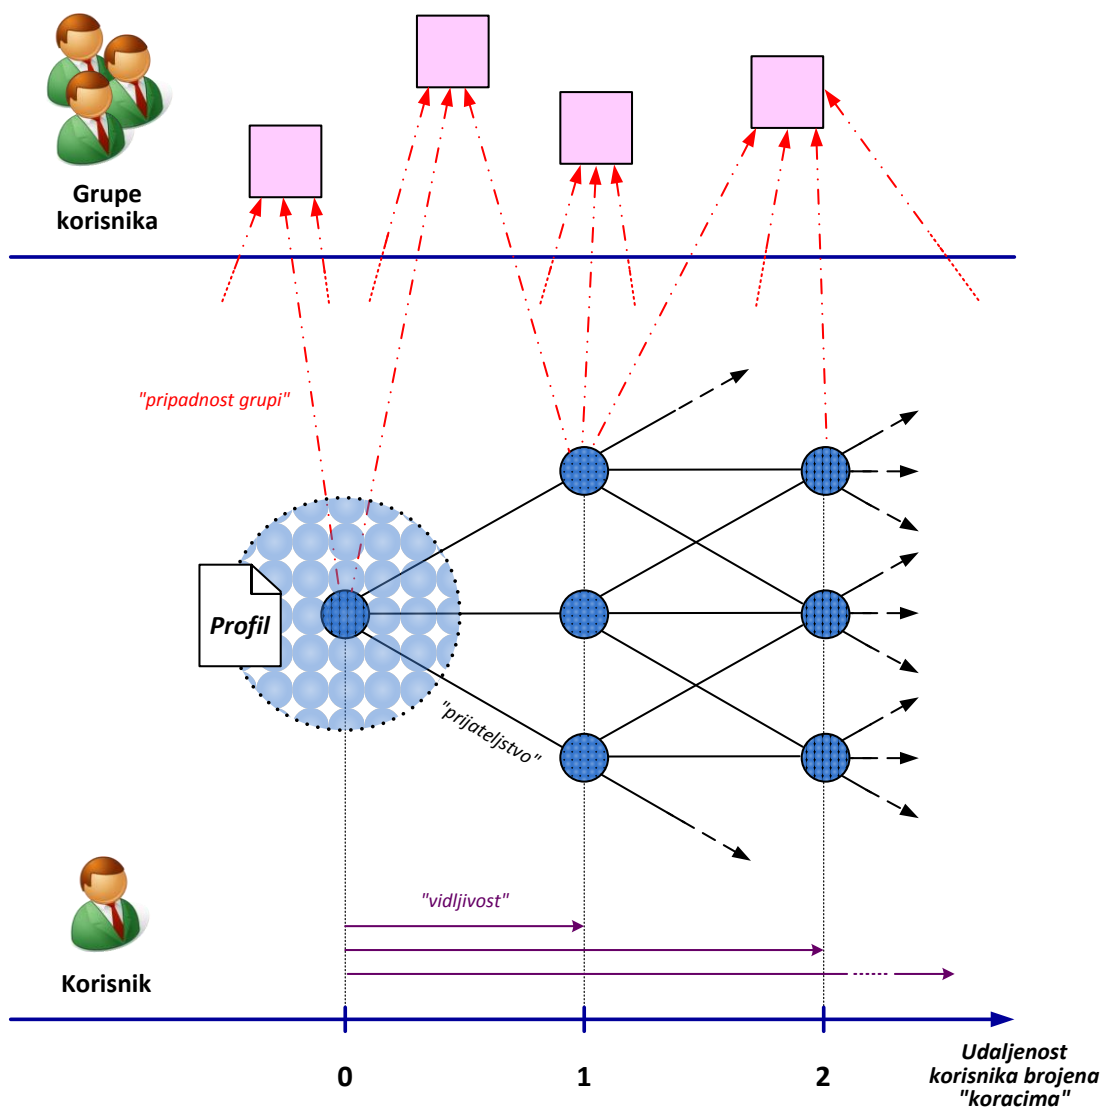 Grupe
korisnika
"pripadnost grupi"
Profil
"prijateljstvo"
"vidljivost"
Korisnik
0
1
2
Udaljenost
korisnika brojena
"koracima"